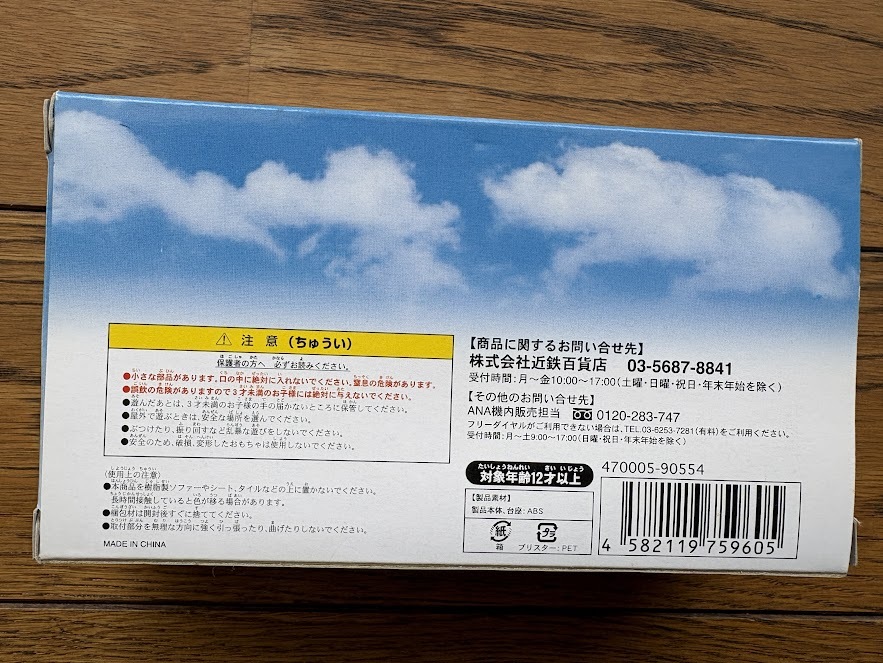 ⚠ 注意（ちゅうい）
保護者の方へ 必ずお読みください。
●小さな部品があります。口の中に絶対に入れないでください。窒息の危険があります。
●誤飲の危険がありますので3才未満のお子様には絶対に与えないでください。
●遊んだあとは、3才未満のお子様の手の届かないところに保管してください。
●屋外で遊ぶときは、安全な場所を選んでください。
●ぶつけたり、振り回すなど乱暴な遊びをしないでください。
●安全のため、破損、変形したおもちゃは使用しないでください。
〈使用上の注意〉
●本商品を樹脂製ソファーやシート、タイルなどの上に置かないでください。
長時間接触していると色が移る場合があります。
●梱包材は開封後すぐに捨ててください。
●取付部分を無理な方向に強く引っ張ったり、曲げたりしないでください。
MADE IN CHINA
【商品に関するお問い合せ先】
株式会社近鉄百貨店 03-5687-8841
受付時間:月〜金10:00〜17:00(土曜・日曜・祝日・年末年始を除く)
【その他のお問い合せ先】
ANA機内販売担当 0120-283-747
フリーダイヤルがご利用できない場合は、TEL.03-6253-7281(有料)をご利用ください。
受付時間:月〜土9:00〜17:00(日曜・祝日・年末年始を除く)
たいしょうねんれい さい いじょう
対象年齢12才以上
470005-90554
【製品素材】
製品本体、台座:ABS
紙
箱
プラ
ブリスター:PET
4 582119 759605